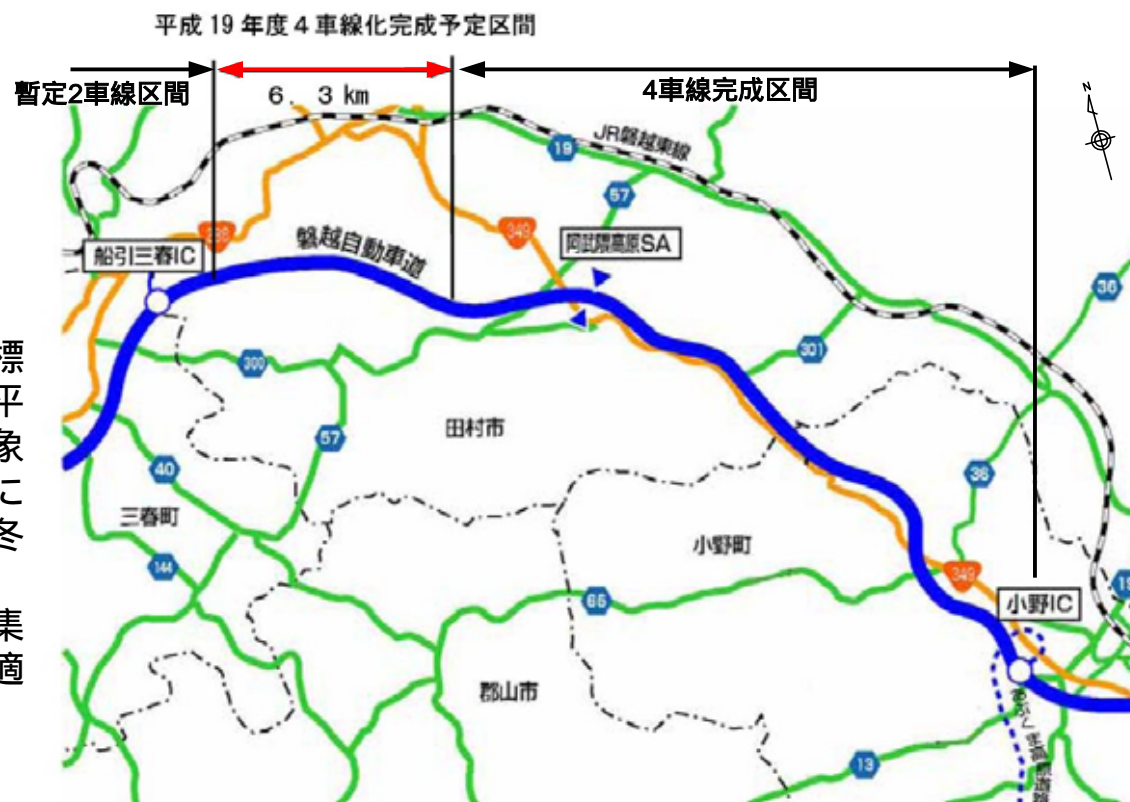 平成19年度4車線化完成予定区間
暫定2車線区間
6.3km
4車線完成区間
N
JR磐越東線
19
57
349
阿武隈高原SA
磐越自動車道
船引三春IC
36
301
300
標
平
象
に
冬
集
適
田村市
57
40
36
三春町
小野町
144
349
65
19
小野IC
郡山市
13